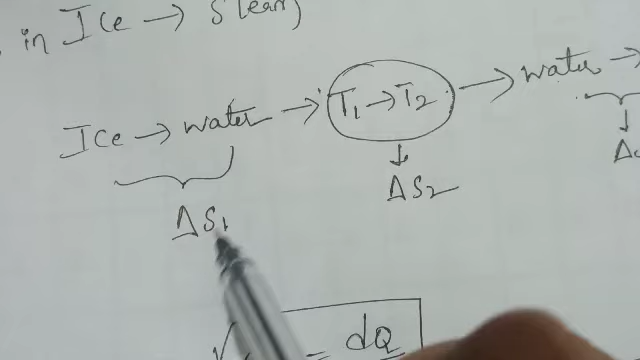 in Ice → Steam
Ice → water → T₁ → T₂ → water →
ΔS₁ ΔS₂ Δ
= dQ